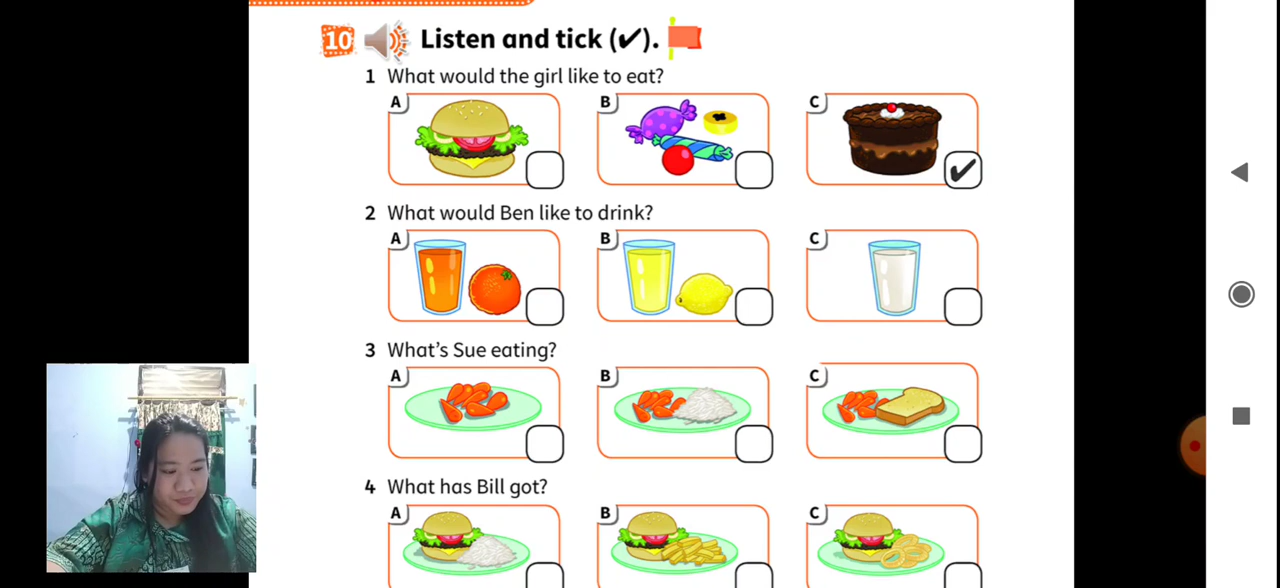 10 Listen and tick (✔).
1 What would the girl like to eat?
A B C
✔
2 What would Ben like to drink?
A B C
3 What's Sue eating?
A B C
4 What has Bill got?
A B C